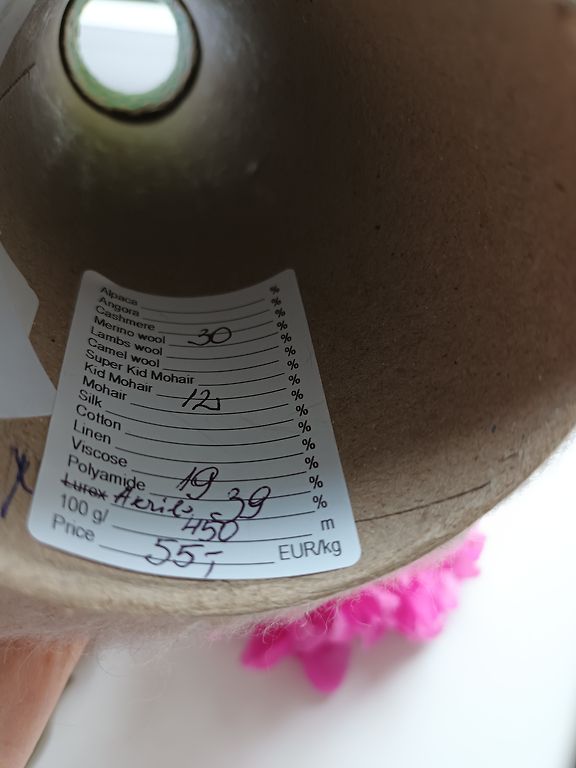 Alpaca %
Angora %
Cashmere %
Merino wool 30 %
Lambs wool %
Camel wool %
Super Kid Mohair %
Kid Mohair 12 %
Mohair %
Silk %
Cotton %
Linen %
Viscose %
Polyamide 19 %
Lurex 39 %
100 g/ 450 m
Price 55,- EUR/kg